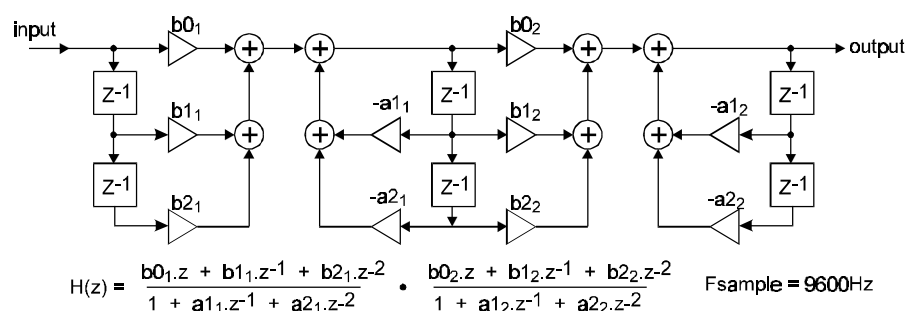 input
b0₁
b0₂
output
z-1
z-1
z-1
b1₁
-a1₁
b1₂
-a1₂
z-1
z-1
z-1
b2₁
-a2₁
b2₂
-a2₂
H(z) = b0₁.z + b1₁.z-1 + b2₁.z-2 / 1 + a1₁.z-1 + a2₁.z-2 • b0₂.z + b1₂.z-1 + b2₂.z-2 / 1 + a1₂.z-1 + a2₂.z-2 Fsample = 9600Hz